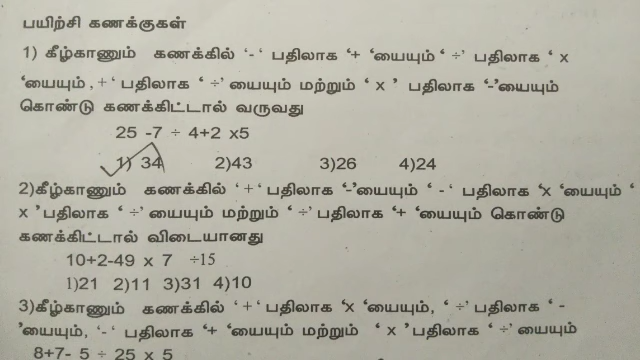 பயிற்சி கணக்குகள்
1) கீழ்காணும் கணக்கில் '-' பதிலாக '+ 'யையும் ' ÷' பதிலாக ' x
'யையும் ,+' பதிலாக ' ÷' யையும் மற்றும் ' x ' பதிலாக '-'யையும்
கொண்டு கணக்கிட்டால் வருவது
25 -7 ÷ 4+2 x5
1) 34 2)43 3)26 4)24
2)கீழ்காணும் கணக்கில் ' +' பதிலாக '-'யையும் ' -' பதிலாக 'x 'யையும் '
x ' பதிலாக ' ÷' யையும் மற்றும் ' ÷' பதிலாக '+ 'யையும் கொண்டு
கணக்கிட்டால் விடையானது
10+2-49 x 7 ÷15
1)21 2)11 3)31 4)10
3)கீழ்காணும் கணக்கில் ' +' பதிலாக 'x 'யையும், ' ÷' பதிலாக ' -
'யையும், '-' பதிலாக '+ 'யையும் மற்றும் ' x ' பதிலாக ' ÷' யையும்
8+7- 5 ÷ 25 x 5